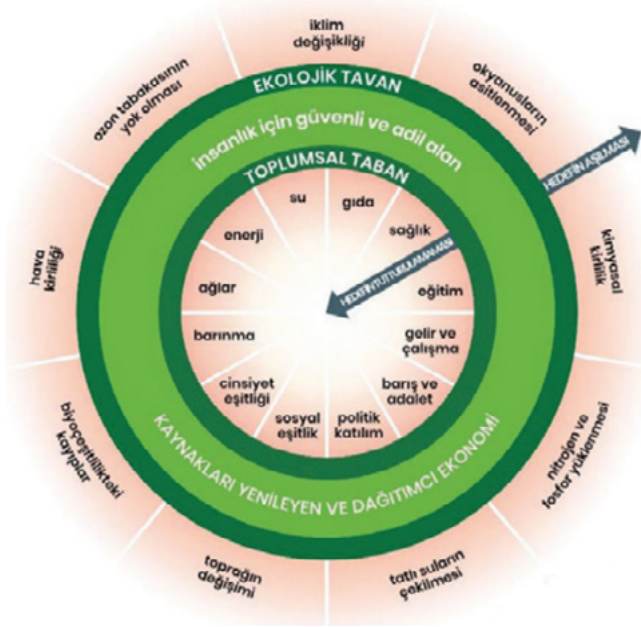 iklim
değişikliği
okyanusların
asitlenmesi
kimyasal
kirlilik
nitrojen ve
fosfor yüklenmesi
tatlı suların
çekilmesi
toprağın
değişimi
biyoçeşitlilikteki
kayıplar
hava
kirliliği
ozon tabakasının
yok olması
EKOLOJİK TAVAN
insanlık için güvenli ve adil alan
TOPLUMSAL TABAN
HEDEFİN AŞILMASI
HEDEFİN TUTTURULAMAMASI
su
gıda
sağlık
eğitim
gelir ve
çalışma
barış ve
adalet
politik
katılım
sosyal
eşitlik
cinsiyet
eşitliği
barınma
ağlar
enerji
KAYNAKLARI YENİLEYEN VE DAĞITIMCI EKONOMİ